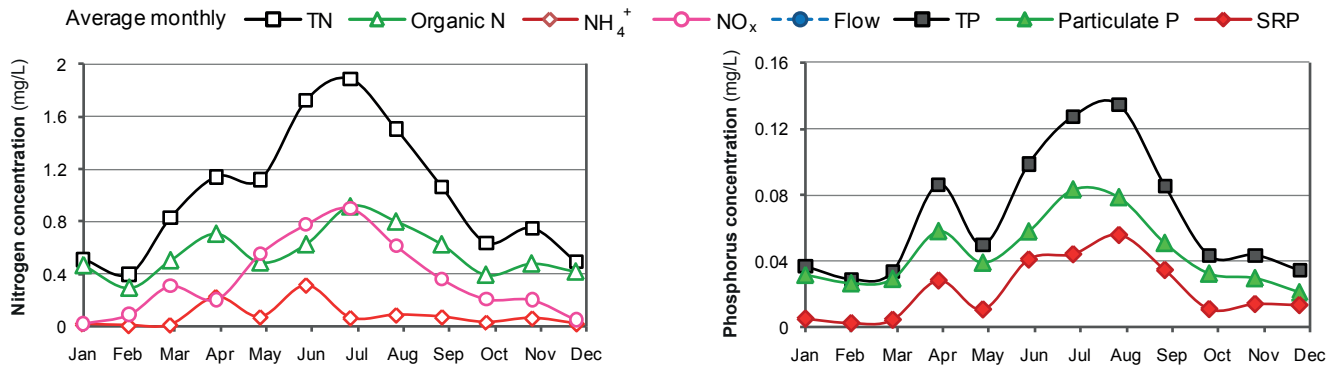 Average monthly TN Organic N NH₄⁺ NOₓ Flow TP Particulate P SRP
Nitrogen concentration (mg/L)
2
1.6
1.2
0.8
0.4
0
Jan Feb Mar Apr May Jun Jul Aug Sep Oct Nov Dec
Phosphorus concentration (mg/L)
0.16
0.12
0.08
0.04
0
Jan Feb Mar Apr May Jun Jul Aug Sep Oct Nov Dec